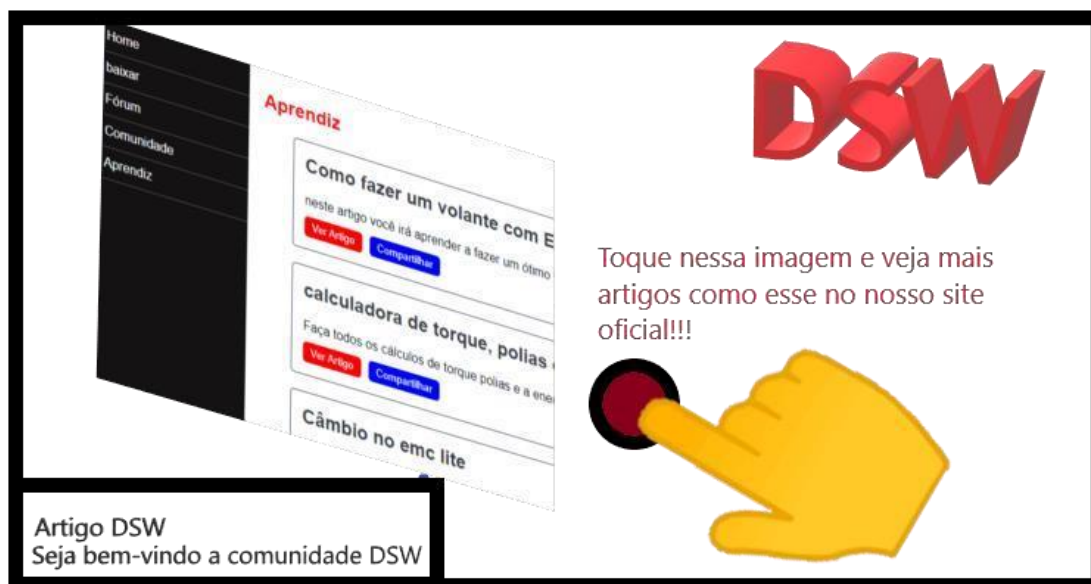 Home
baixar
Fórum
Comunidade
Aprendiz
Aprendiz
Como fazer um volante com E
neste artigo você irá aprender a fazer um ótimo
Ver Artigo
Compartilhar
calculadora de torque, polias
Faça todos os cálculos de torque polias e a ene
Ver Artigo
Compartilhar
Câmbio no emc lite
DSW
Toque nessa imagem e veja mais
artigos como esse no nosso site
oficial!!!
Artigo DSW
Seja bem-vindo a comunidade DSW